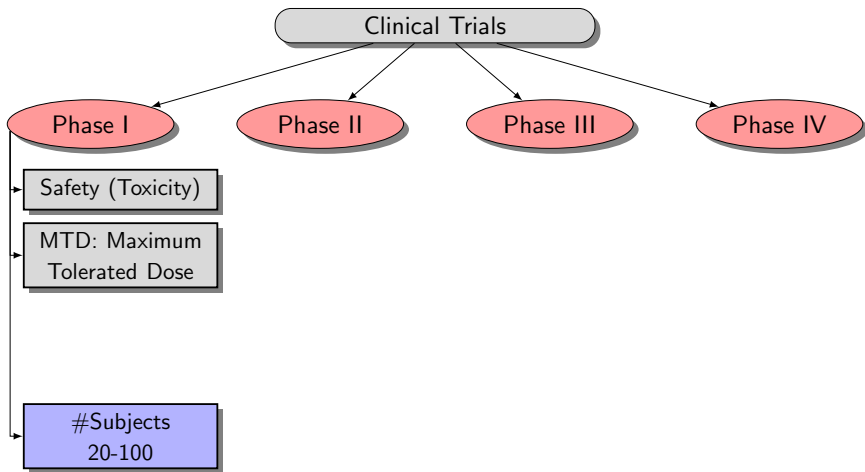 Clinical Trials
Phase I
Phase II
Phase III
Phase IV
Safety (Toxicity)
MTD: Maximum
Tolerated Dose
#Subjects
20-100